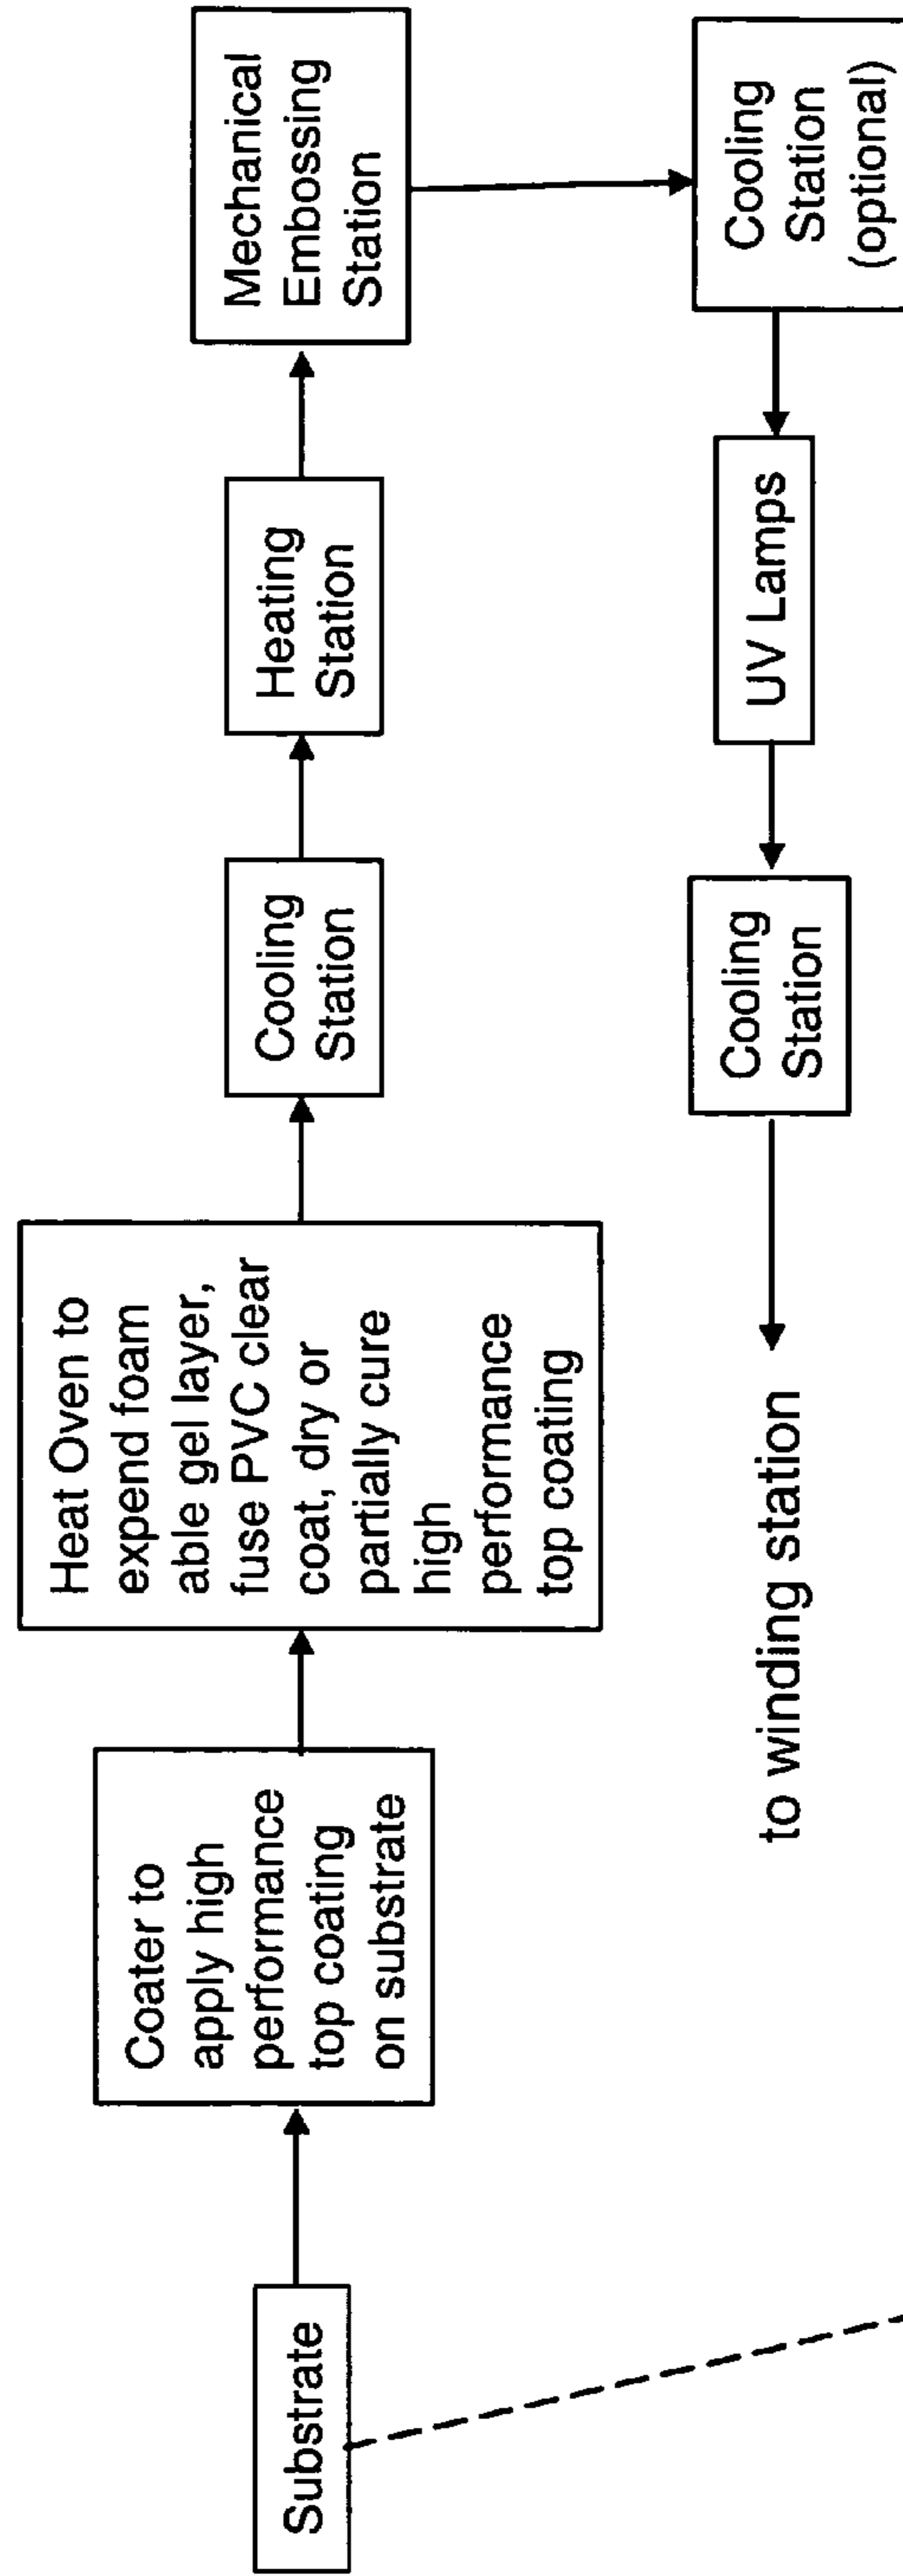 Substrate
Coater to
apply high
performance
top coating
on substrate
Heat Oven to
expend foam
able gel layer,
fuse PVC clear
coat, dry or
partially cure
high
performance
top coating
Cooling
Station
Heating
Station
Mechanical
Embossing
Station
Cooling
Station
(optional)
UV Lamps
Cooling
Station
to winding station